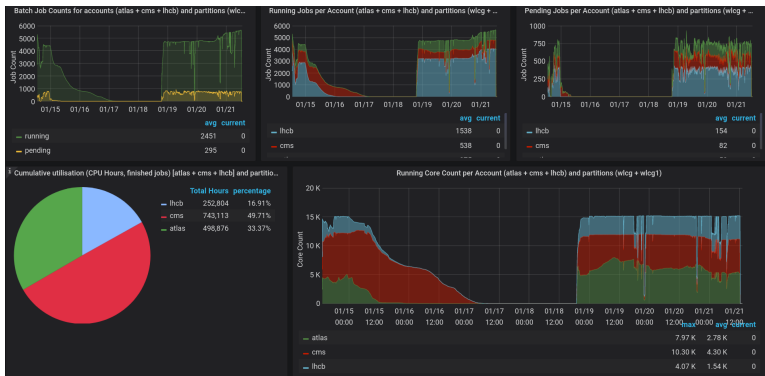 Batch Job Counts for accounts (atlas + cms + lhcb) and partitions (wlc...
6000
5000
4000
3000
2000
1000
0
Job Count
01/15 01/16 01/17 01/18 01/19 01/20 01/21
avg current
running 2451 0
pending 295 0
Running Jobs per Account (atlas + cms + lhcb) and partitions (wlcg + ...
6000
5000
4000
3000
2000
1000
0
Job Count
01/15 01/16 01/17 01/18 01/19 01/20 01/21
avg current
lhcb 1538 0
cms 538 0
Pending Jobs per Account (atlas + cms + lhcb) and partitions (wlcg + ...
1000
750
500
250
0
Job Count
01/15 01/16 01/17 01/18 01/19 01/20 01/21
avg current
lhcb 154 0
cms 82 0
Cumulative utilisation (CPU Hours, finished jobs) [atlas + cms + lhcb] and partitio...
Total Hours percentage
lhcb 252,804 16.91%
cms 743,113 49.71%
atlas 498,876 33.37%
Running Core Count per Account (atlas + cms + lhcb) and partitions (wlcg + wlcg1)
20 K
15 K
10 K
5 K
0
Core Count
01/15 01/15 01/16 01/16 01/17 01/17 01/18 01/18 01/19 01/19 01/20 01/20 01/21 01/21
00:00 12:00 00:00 12:00 00:00 12:00 00:00 12:00 00:00 12:00 00:00 12:00 00:00 12:00
max avg current
atlas 7.97 K 2.78 K 0
cms 10.30 K 4.30 K 0
lhcb 4.07 K 1.54 K 0